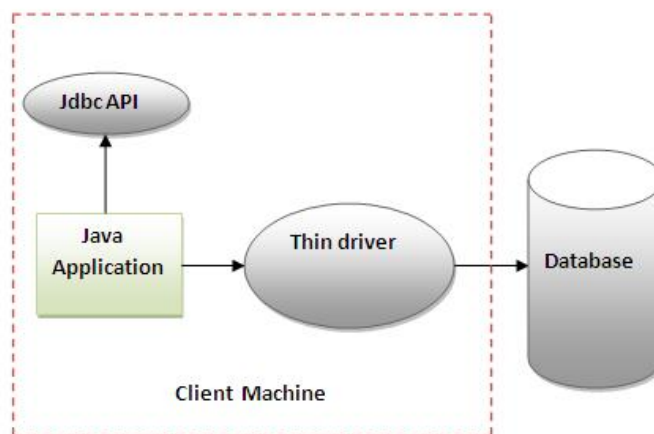 Jdbc API
Java
Application
Thin driver
Database
Client Machine